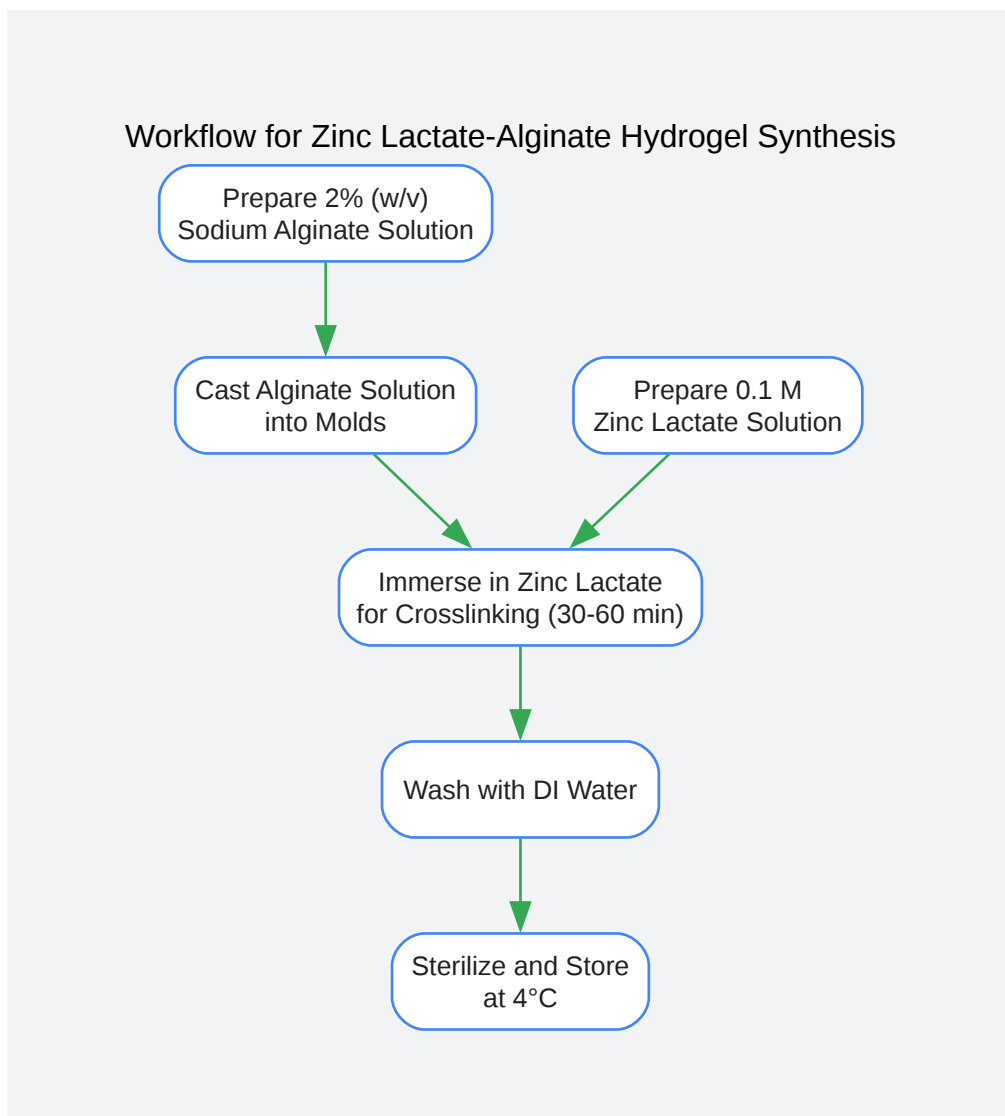 Workflow for Zinc Lactate-Alginate Hydrogel Synthesis
Prepare 2% (w/v)
Sodium Alginate Solution
Cast Alginate Solution
into Molds
Prepare 0.1 M
Zinc Lactate Solution
Immerse in Zinc Lactate
for Crosslinking (30-60 min)
Wash with DI Water
Sterilize and Store
at 4°C